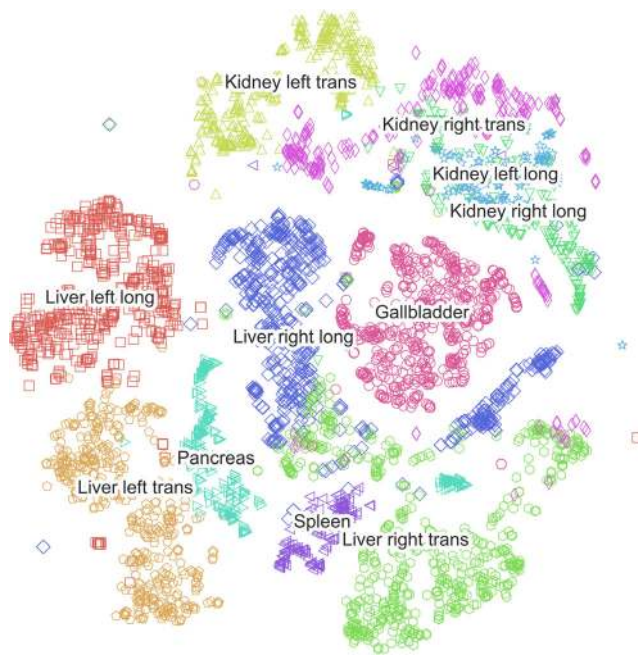 Kidney left trans
Kidney right trans
Kidney left long
Kidney right long
Liver left long
Gallbladder
Liver right long
Pancreas
Liver left trans
Spleen
Liver right trans